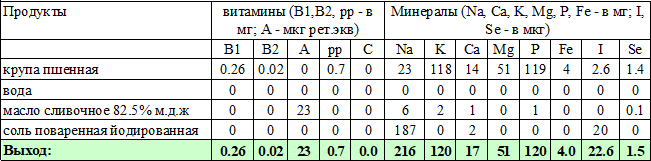 Продукты витамины (В1,В2, рр - в мг; А - мкг рет.экв) Минералы (Na, Ca, K, Mg, P, Fe - в мг; I, Se - в мкг)
B1 B2 A pp C Na K Ca Mg P Fe I Se
крупа пшенная 0.26 0.02 0 0.7 0 23 118 14 51 119 4 2.6 1.4
вода 0 0 0 0 0 0 0 0 0 0 0 0 0
масло сливочное 82.5% м.д.ж 0 0 23 0 0 6 2 1 0 1 0 0 0.1
соль поваренная йодированная 0 0 0 0 0 187 0 2 0 0 0 20 0
Выход: 0.26 0.02 23 0.7 0.0 216 120 17 51 120 4.0 22.6 1.5